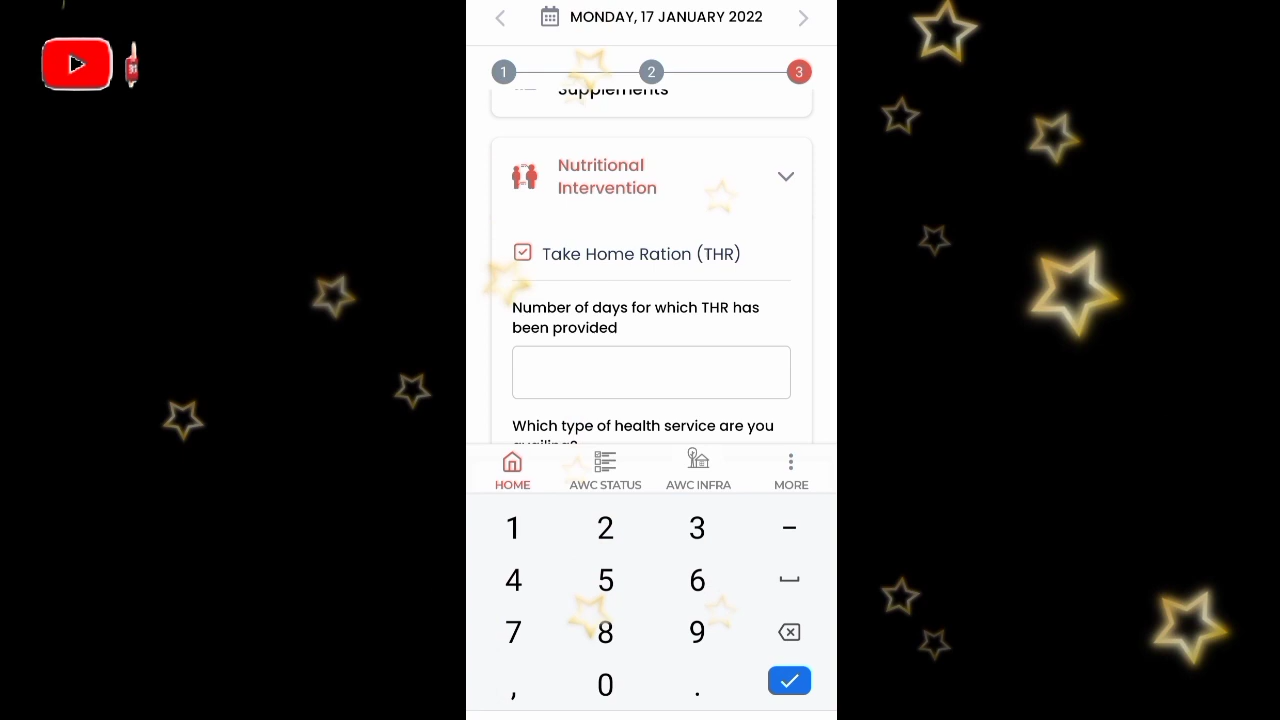 MONDAY, 17 JANUARY 2022
1 2 3
Supplements
Nutritional
Intervention
Take Home Ration (THR)
Number of days for which THR has
been provided
Which type of health service are you
availing?
HOME AWC STATUS AWC INFRA MORE
1 2 3 -
4 5 6
7 8 9
, 0 .